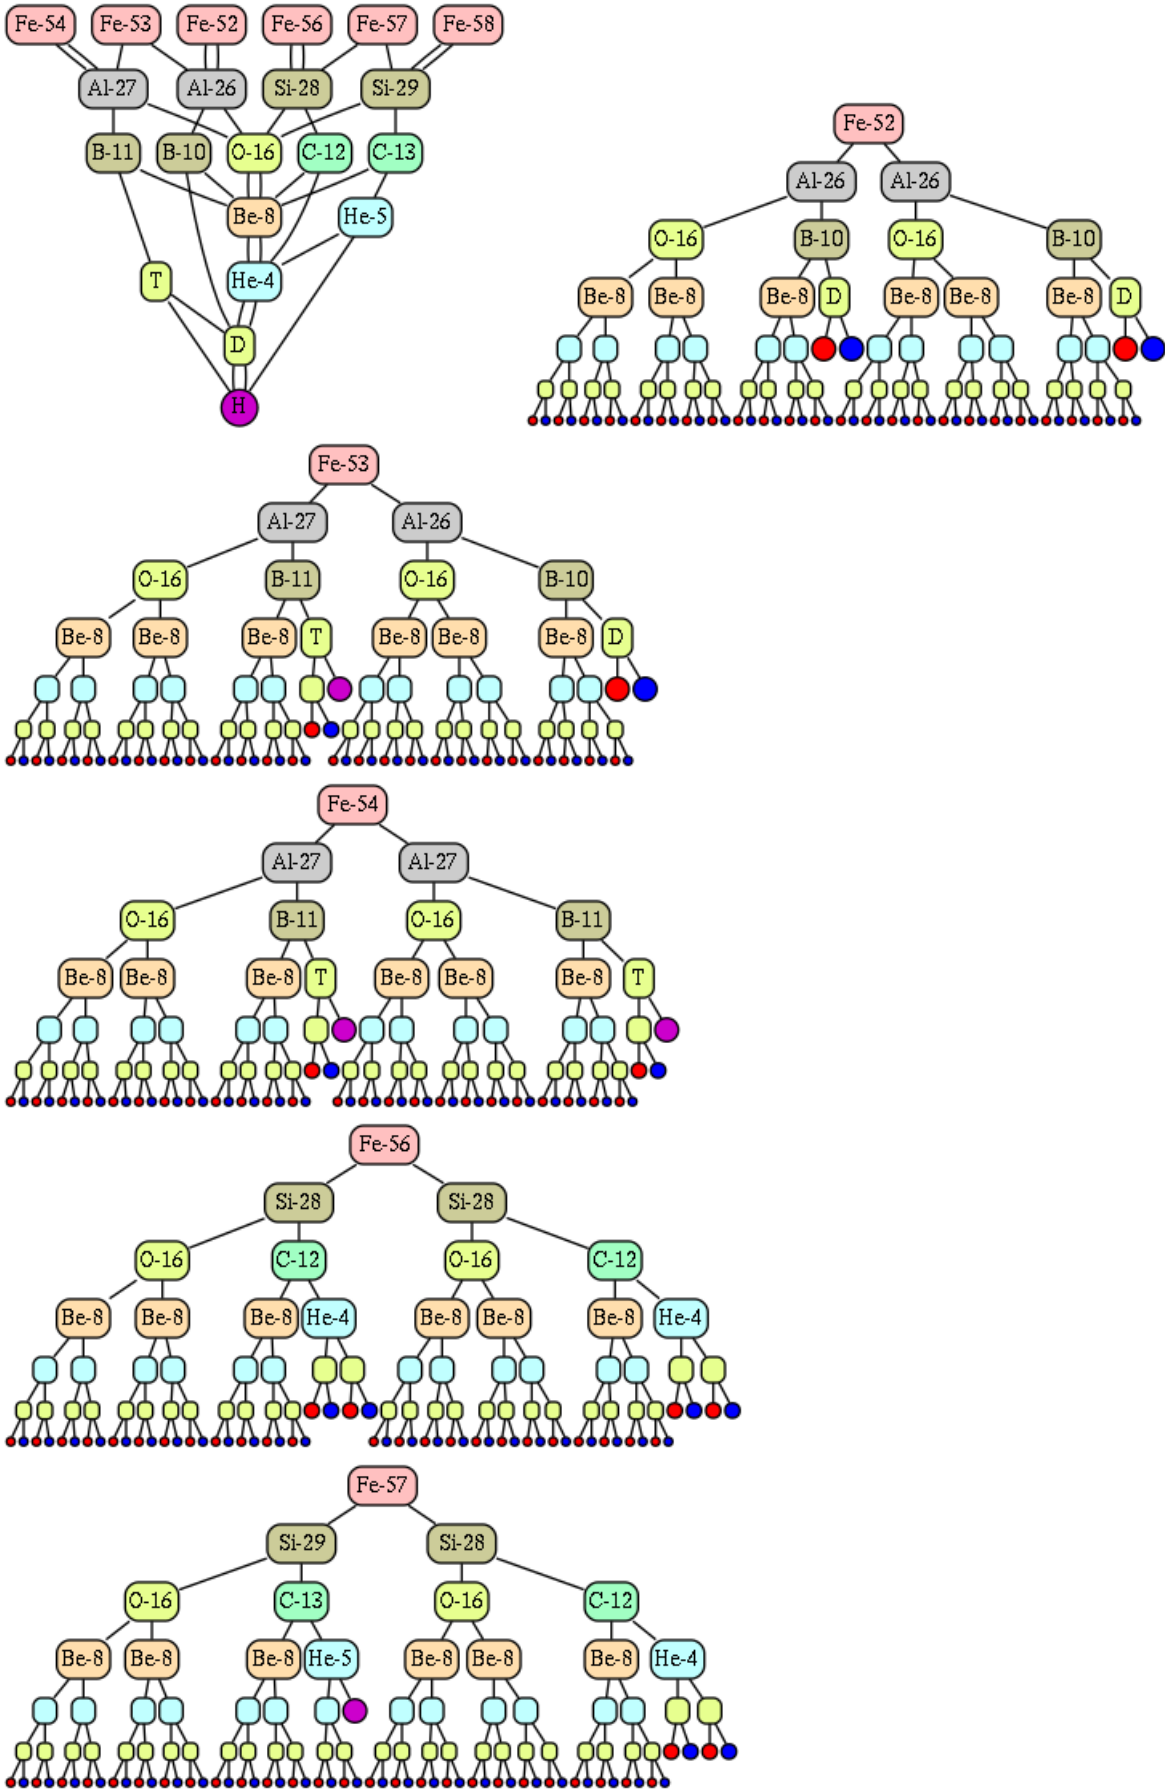 Fe-54 Fe-53 Fe-52 Fe-56 Fe-57 Fe-58
Al-27 Al-26 Si-28 Si-29
B-11 B-10 O-16 C-12 C-13
Be-8 He-5
T He-4
D
H
Fe-52
Al-26 Al-26
O-16 B-10 O-16 B-10
Be-8 Be-8 Be-8 D Be-8 Be-8 Be-8 D
Fe-53
Al-27 Al-26
O-16 B-11 O-16 B-10
Be-8 Be-8 Be-8 T Be-8 Be-8 Be-8 D
Fe-54
Al-27 Al-27
O-16 B-11 O-16 B-11
Be-8 Be-8 Be-8 T Be-8 Be-8 Be-8 T
Fe-56
Si-28 Si-28
O-16 C-12 O-16 C-12
Be-8 Be-8 Be-8 He-4 Be-8 Be-8 Be-8 He-4
Fe-57
Si-29 Si-28
O-16 C-13 O-16 C-12
Be-8 Be-8 Be-8 He-5 Be-8 Be-8 Be-8 He-4